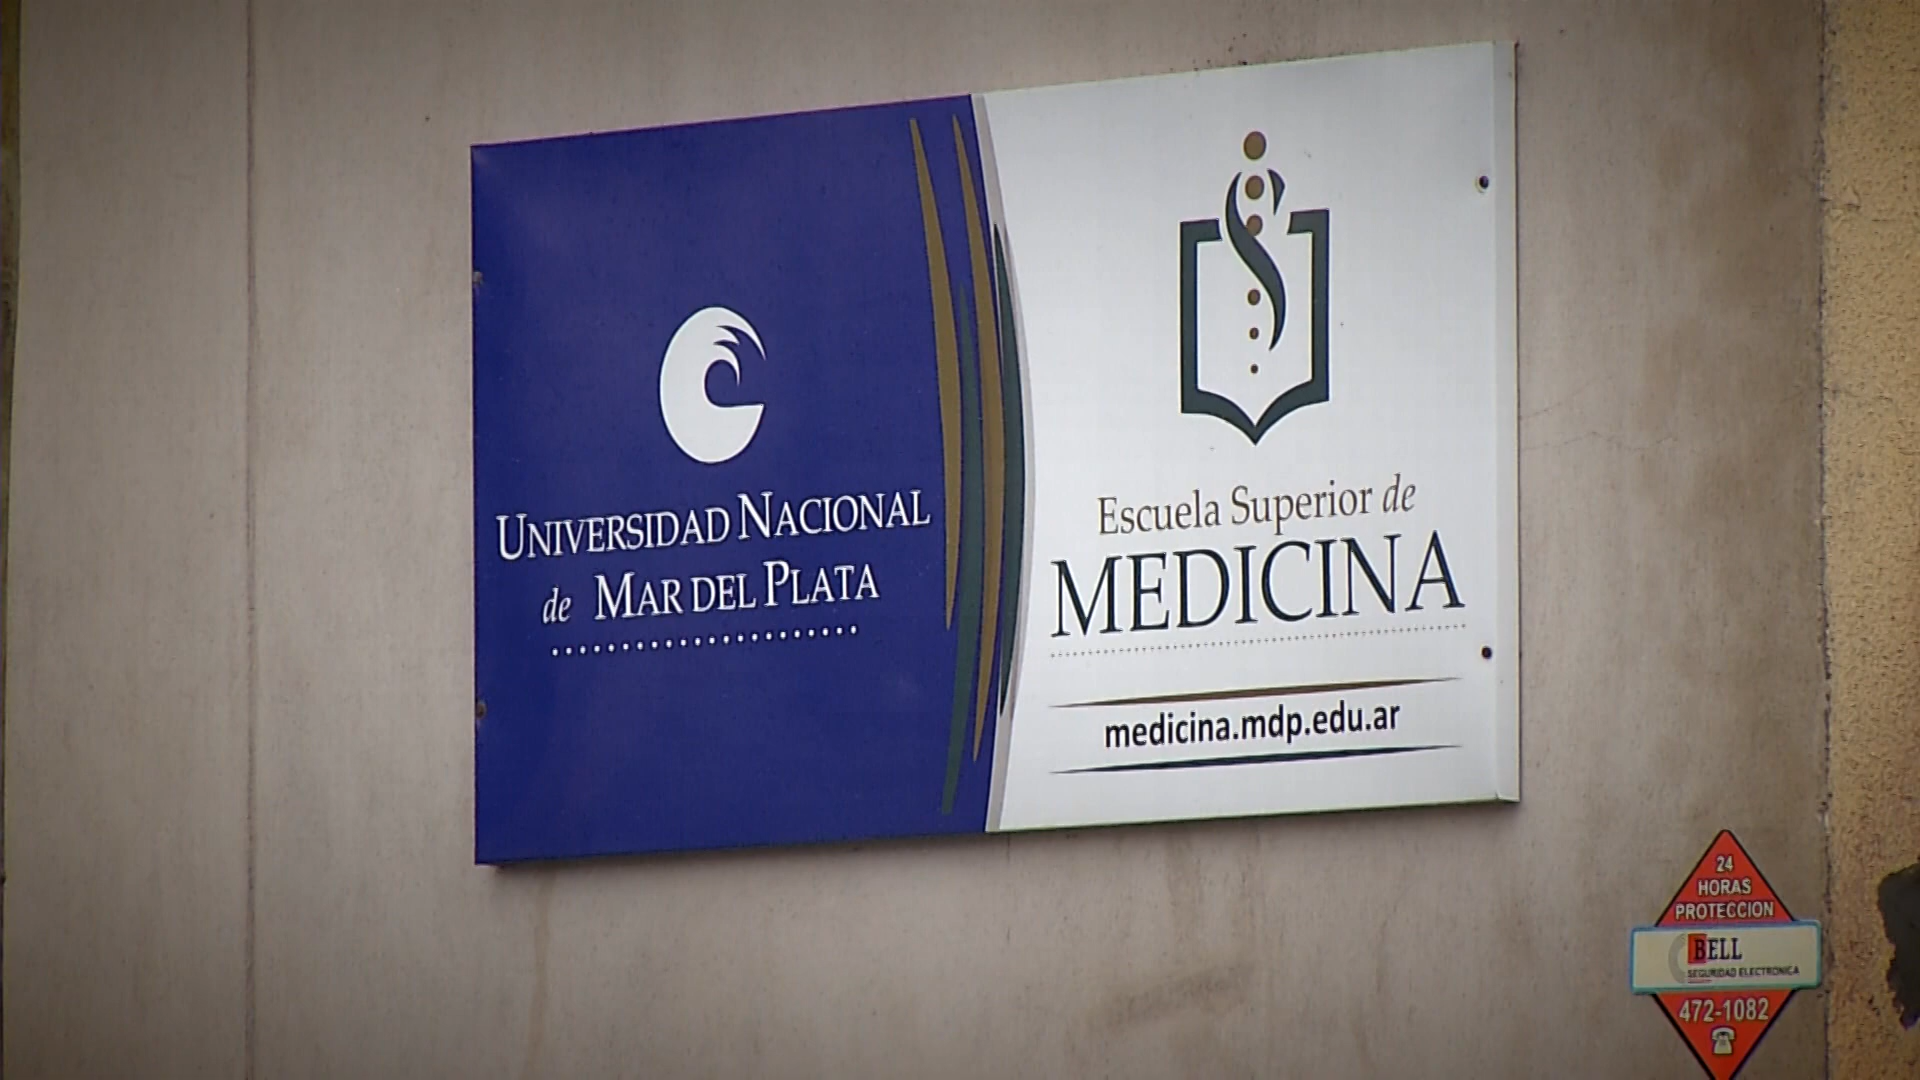 UNIVERSIDAD NACIONAL
de MAR DEL PLATA
Escuela Superior de
MEDICINA
medicina.mdp.edu.ar
24
HORAS
PROTECCION
BELL
SEGURIDAD ELECTRONICA
472-1082